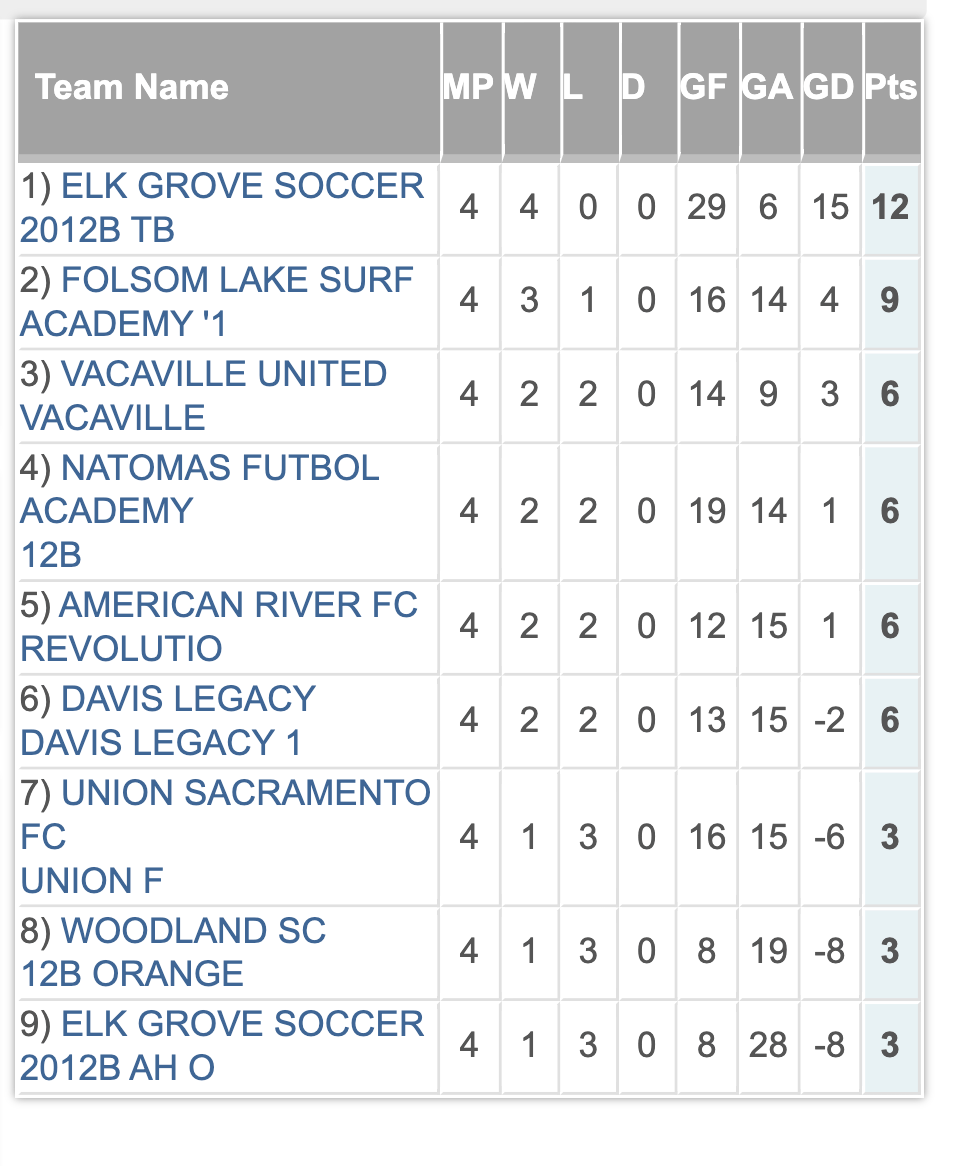 Team Name MP W L D GF GA GD Pts
1) ELK GROVE SOCCER
2012B TB 4 4 0 0 29 6 15 12
2) FOLSOM LAKE SURF
ACADEMY '1 4 3 1 0 16 14 4 9
3) VACAVILLE UNITED
VACAVILLE 4 2 2 0 14 9 3 6
4) NATOMAS FUTBOL
ACADEMY
12B 4 2 2 0 19 14 1 6
5) AMERICAN RIVER FC
REVOLUTIO 4 2 2 0 12 15 1 6
6) DAVIS LEGACY
DAVIS LEGACY 1 4 2 2 0 13 15 -2 6
7) UNION SACRAMENTO
FC
UNION F 4 1 3 0 16 15 -6 3
8) WOODLAND SC
12B ORANGE 4 1 3 0 8 19 -8 3
9) ELK GROVE SOCCER
2012B AH O 4 1 3 0 8 28 -8 3